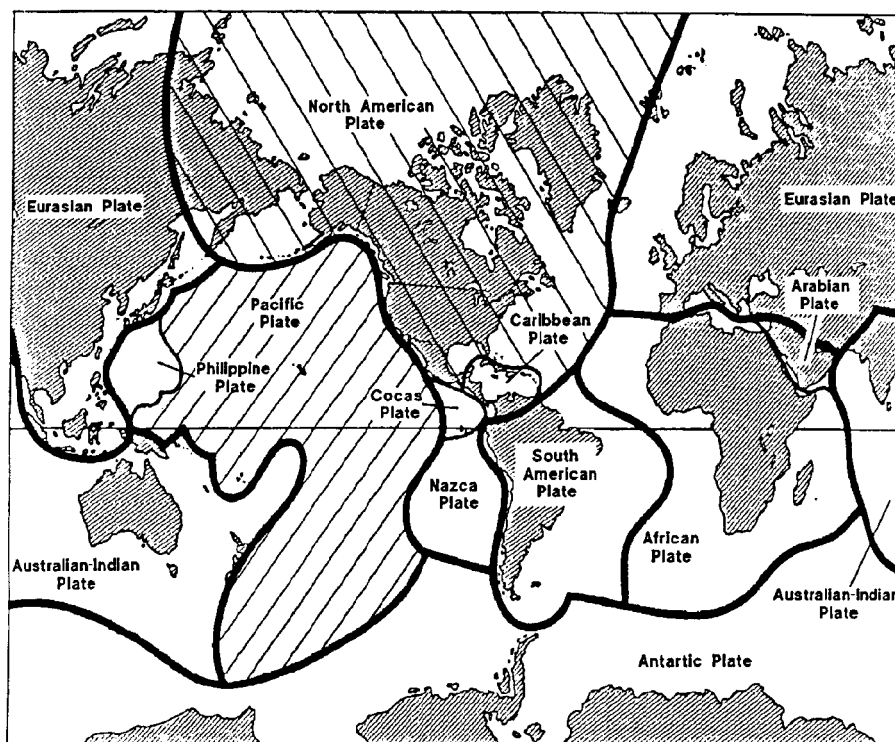 North American
Plate
Eurasian Plate
Eurasian Plate
Arabian
Plate
Pacific
Plate
Caribbean
Plate
Philippine
Plate
Cocas
Plate
South
American
Plate
Nazca
Plate
African
Plate
Australian-Indian
Plate
Australian-Indian
Plate
Antartic Plate